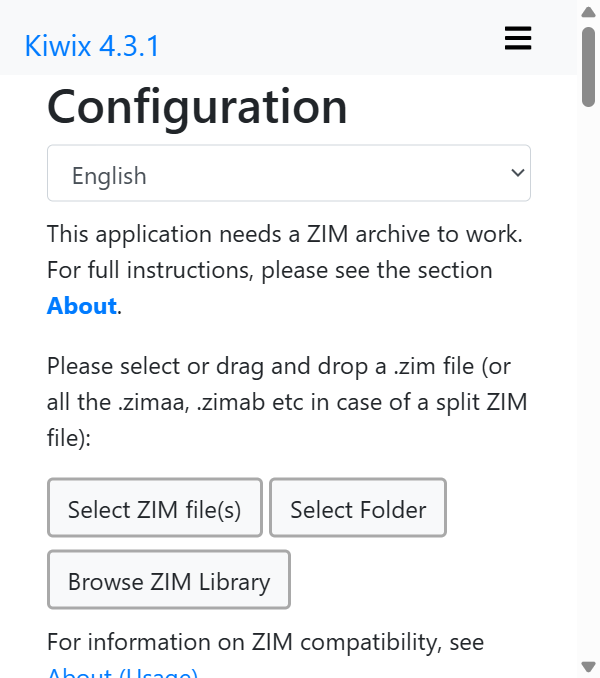 Kiwix 4.3.1
Configuration
English
This application needs a ZIM archive to work.
For full instructions, please see the section
About.
Please select or drag and drop a .zim file (or
all the .zimaa, .zimab etc in case of a split ZIM
file):
Select ZIM file(s)
Select Folder
Browse ZIM Library
For information on ZIM compatibility, see
About (Usage)